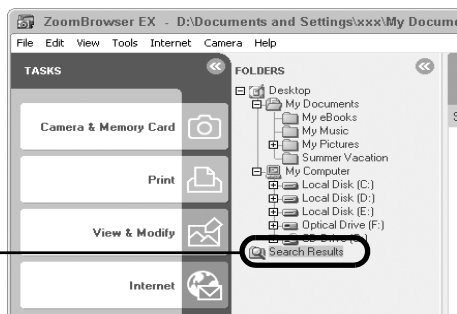 ZoomBrowser EX - D:\Documents and Settings\xxx\My Docume
File Edit View Tools Internet Camera Help
TASKS
Camera & Memory Card
Print
View & Modify
Internet
FOLDERS
Desktop
My Documents
My eBooks
My Music
My Pictures
Summer Vacation
My Computer
Local Disk (C:)
Local Disk (D:)
Local Disk (E:)
Optical Drive (F:)
CD Drive
Search Results